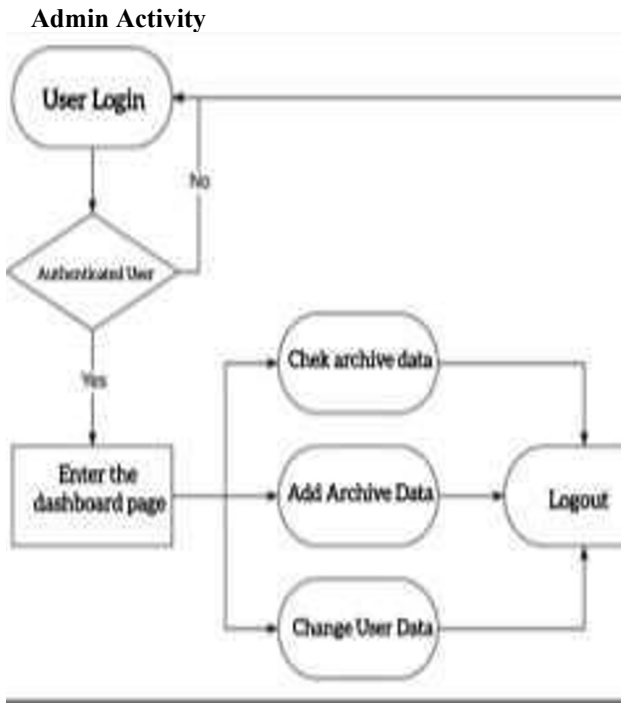 Admin Activity
User Login
No
Authenticated User
Yes
Chek archive data
Enter the
dashboard page
Add Archive Data
Logout
Change User Data